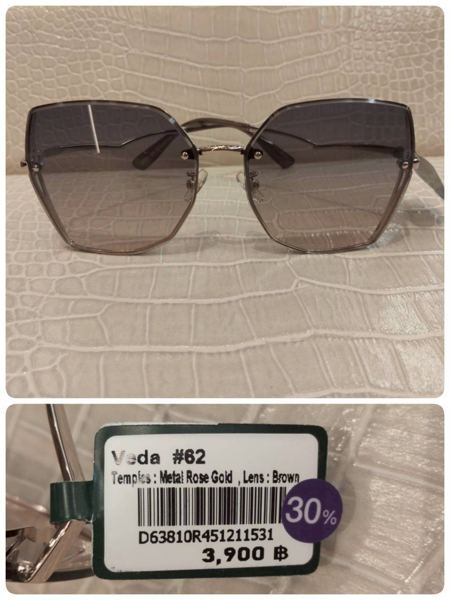 Veda #62
Temples : Metal Rose Gold , Lens : Brown
30%
D63810R451211531
3,900 ฿